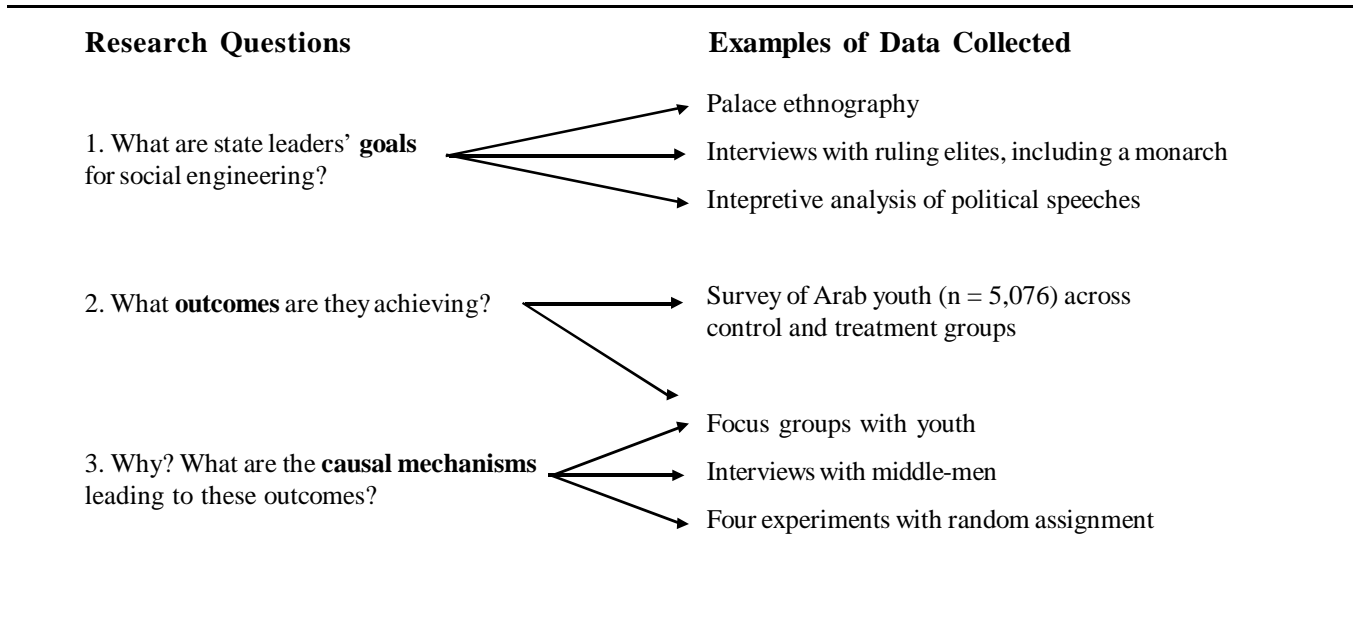 Research Questions
Examples of Data Collected
1. What are state leaders’ goals
for social engineering?
Palace ethnography
Interviews with ruling elites, including a monarch
Intepretive analysis of political speeches
2. What outcomes are they achieving?
Survey of Arab youth (n = 5,076) across
control and treatment groups
3. Why? What are the causal mechanisms
leading to these outcomes?
Focus groups with youth
Interviews with middle-men
Four experiments with random assignment